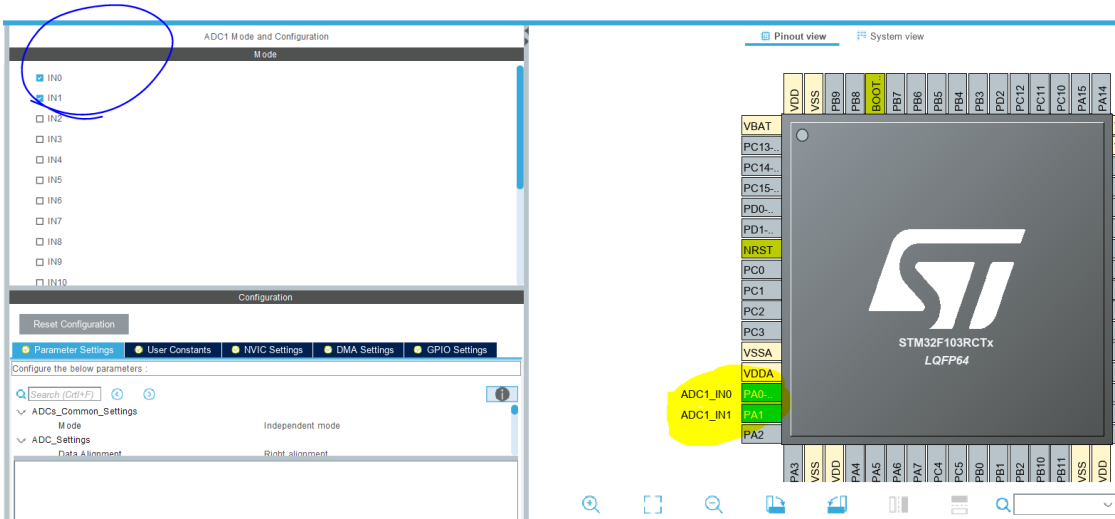 ADC1 Mode and Configuration
Mode
IN0
IN1
IN2
IN3
IN4
IN5
IN6
IN7
IN8
IN9
IN10
Configuration
Reset Configuration
Parameter Settings User Constants NVIC Settings DMA Settings GPIO Settings
Configure the below parameters :
Search (Crtl+F)
ADCs_Common_Settings
Mode Independent mode
ADC_Settings
Data Alignment Right alignment
Pinout view System view
VDD VSS PB9 PB8 BOOT.. PB7 PB6 PB5 PB4 PB3 PD2 PC12 PC11 PC10 PA15 PA14
VBAT
PC13-..
PC14-..
PC15-..
PD0-..
PD1-..
NRST
PC0
PC1
PC2
PC3
VSSA
VDDA
ADC1_IN0 PA0-..
ADC1_IN1 PA1
PA2
ST
STM32F103RCTx
LQFP64
PA3 VSS VDD PA4 PA5 PA6 PA7 PC4 PC5 PB0 PB1 PB2 PB10 PB11 VSS VDD